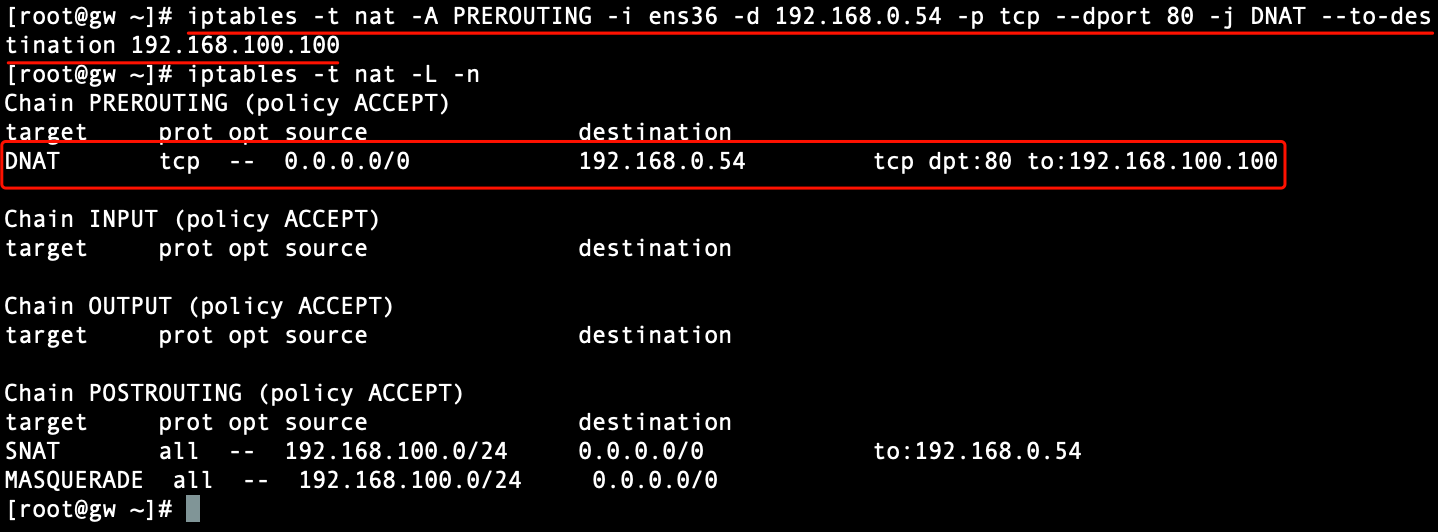 [root@gw ~]# iptables -t nat -A PREROUTING -i ens36 -d 192.168.0.54 -p tcp --dport 80 -j DNAT --to-des
tination 192.168.100.100
[root@gw ~]# iptables -t nat -L -n
Chain PREROUTING (policy ACCEPT)
target     prot opt source               destination
DNAT       tcp  --  0.0.0.0/0            192.168.0.54         tcp dpt:80 to:192.168.100.100
Chain INPUT (policy ACCEPT)
target     prot opt source               destination
Chain OUTPUT (policy ACCEPT)
target     prot opt source               destination
Chain POSTROUTING (policy ACCEPT)
target     prot opt source               destination
SNAT       all  --  192.168.100.0/24     0.0.0.0/0            to:192.168.0.54
MASQUERADE  all  --  192.168.100.0/24     0.0.0.0/0
[root@gw ~]#